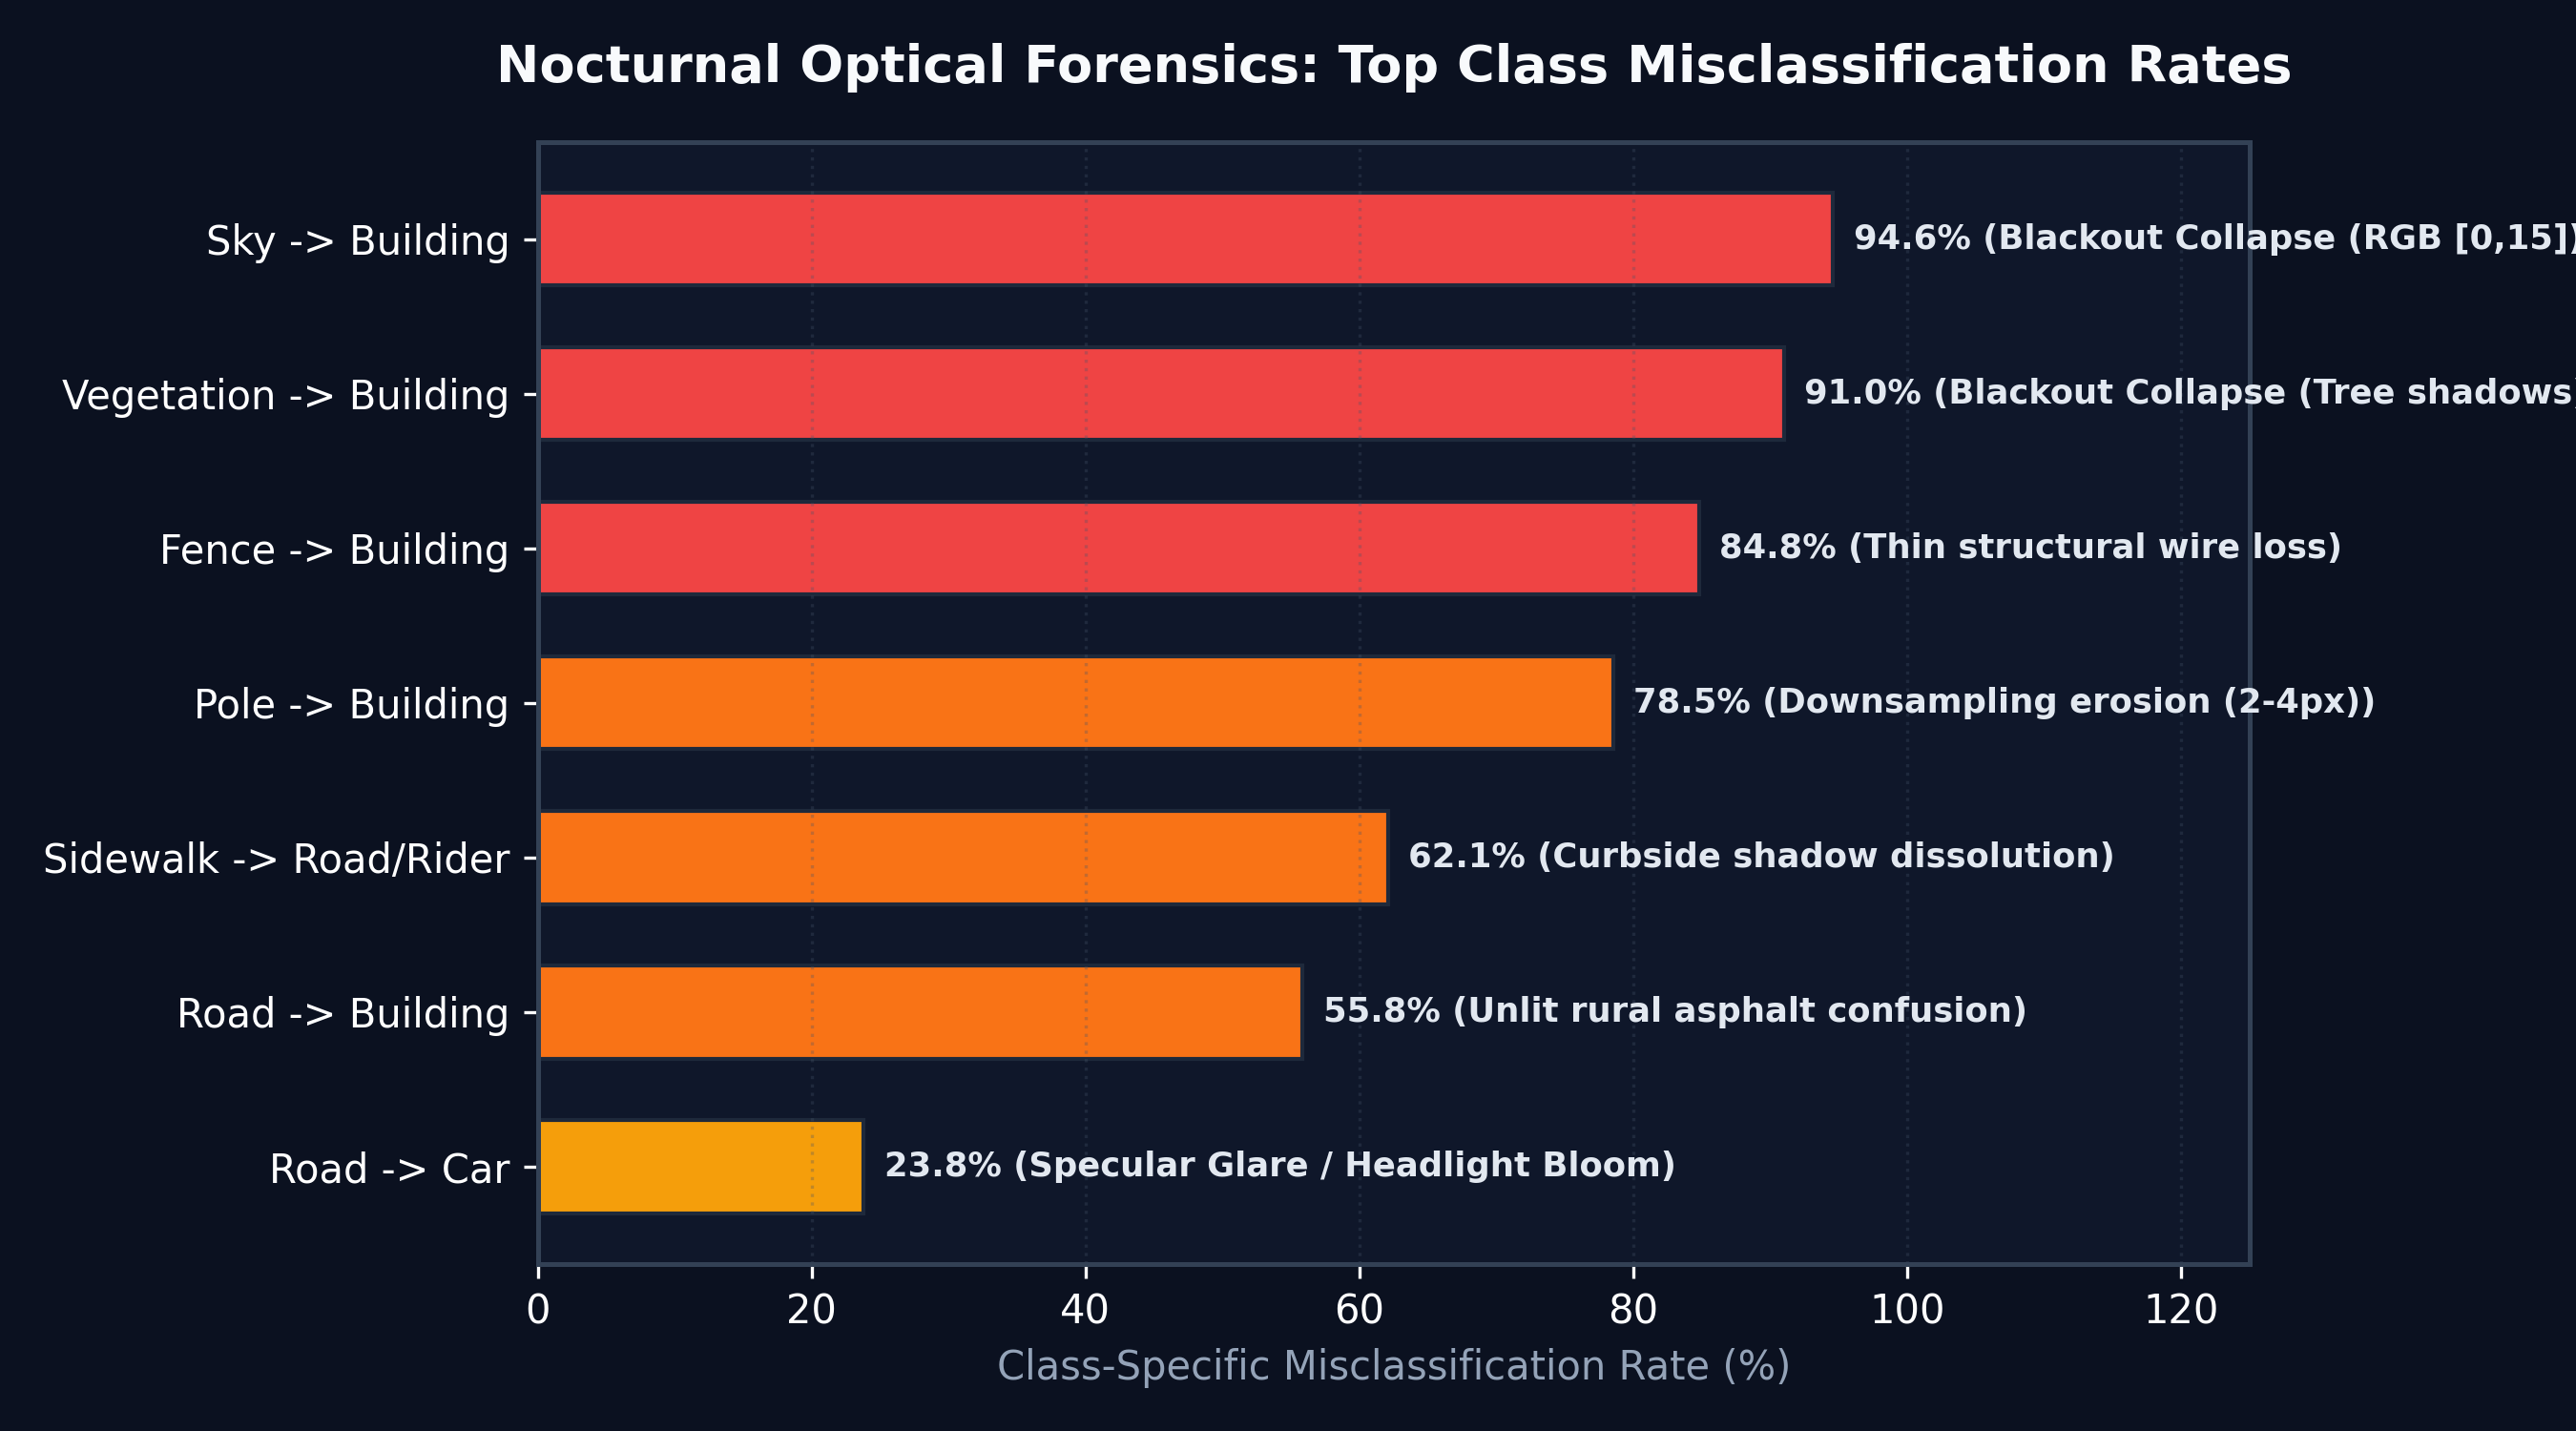 Nocturnal Optical Forensics: Top Class Misclassification Rates
Sky -> Building
94.6% (Blackout Collapse (RGB [0,15])
Vegetation -> Building
91.0% (Blackout Collapse (Tree shadows)
Fence -> Building
84.8% (Thin structural wire loss)
Pole -> Building
78.5% (Downsampling erosion (2-4px))
Sidewalk -> Road/Rider
62.1% (Curbside shadow dissolution)
Road -> Building
55.8% (Unlit rural asphalt confusion)
Road -> Car
23.8% (Specular Glare / Headlight Bloom)
0 20 40 60 80 100 120
Class-Specific Misclassification Rate (%)